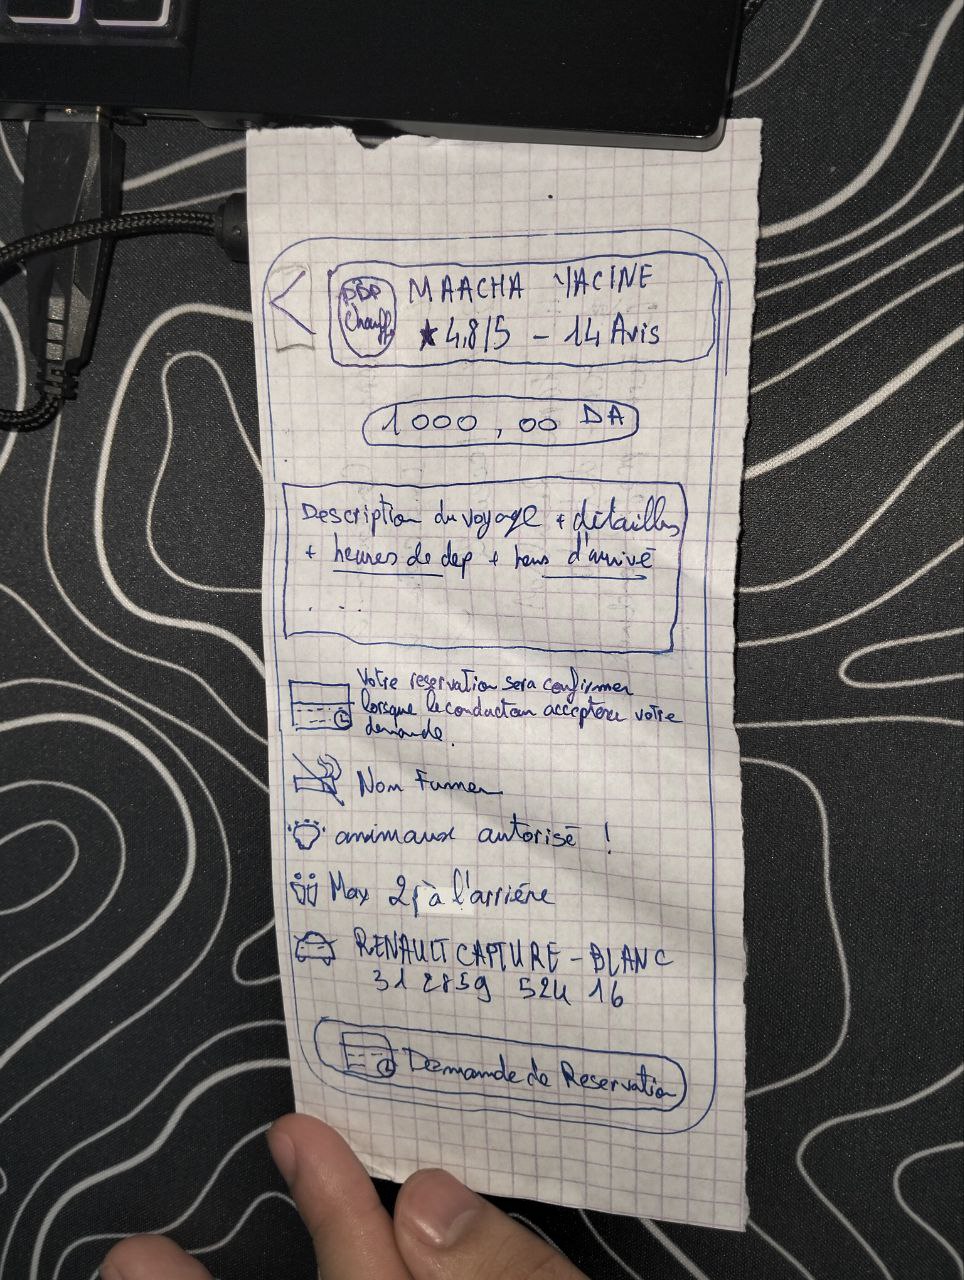 PDP
Chauff
MAACHA YACINE
★ 4,8/5 - 14 Avis
1000,00 DA
Description du voyage + détailles
+ heures de dep + heurs d'arrivé
. . . .
Votre reservation sera confirmer
lorsque le conducteur acceptera votre
demande.
Non Fumer
animaux autorisé !
Max 2 à l'arriére
RENAULT CAPTURE - BLANC
31 2859 524 16
Demande de Reservation